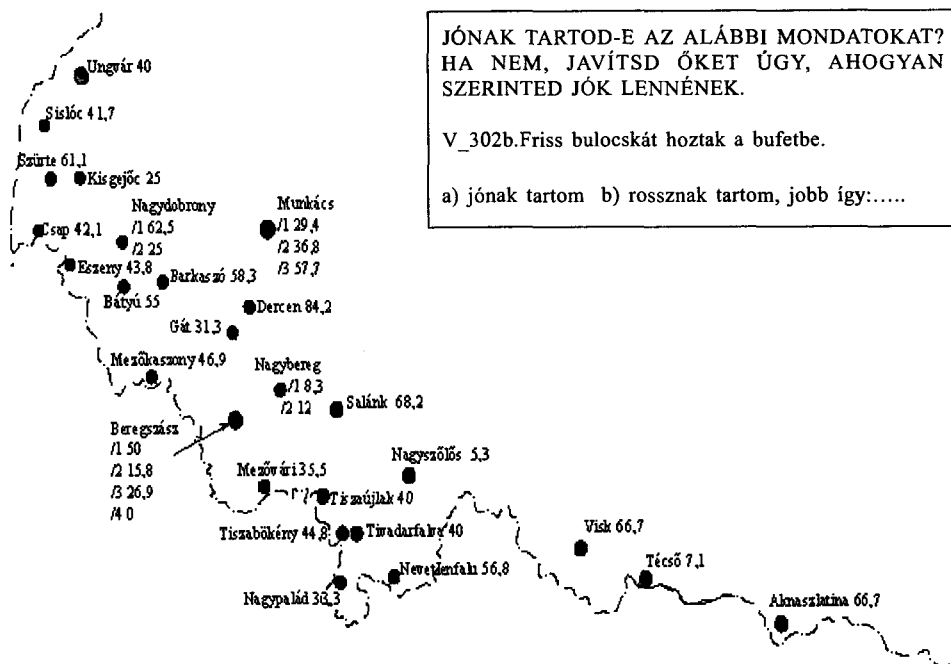 JÓNAK TARTOD-E AZ ALÁBBI MONDATOKAT?
HA NEM, JAVÍTSD ŐKET ÚGY, AHOGYAN
SZERINTED JÓK LENNÉNEK.
V_302b.Friss bulocskát hoztak a bufetbe.
a) jónak tartom b) rossznak tartom, jobb így:.....
Ungvár 40
Sislóc 41,7
Szürte 61,1
Kisgejőc 25
Nagydobrony
/1 62,5
/2 25
Munkács
/1 29,4
/2 36,8
/3 57,7
Csap 42,1
Eszeny 43,8
Barkaszó 58,3
Bátyú 55
Dercen 84,2
Gát 31,3
Mezőkaszony 46,9
Nagybereg
/1 8,3
/2 12
Salánk 68,2
Beregszász
/1 50
/2 15,8
/3 26,9
/4 0
Mezővári 35,5
Nagyszőlős 5,3
Tiszaújlak 40
Tiszabökény 44,8
Tivadarfalva 40
Visk 66,7
Nevetlenfalu 56,8
Técső 7,1
Nagypalád 33,3
Aknaszlatina 66,7